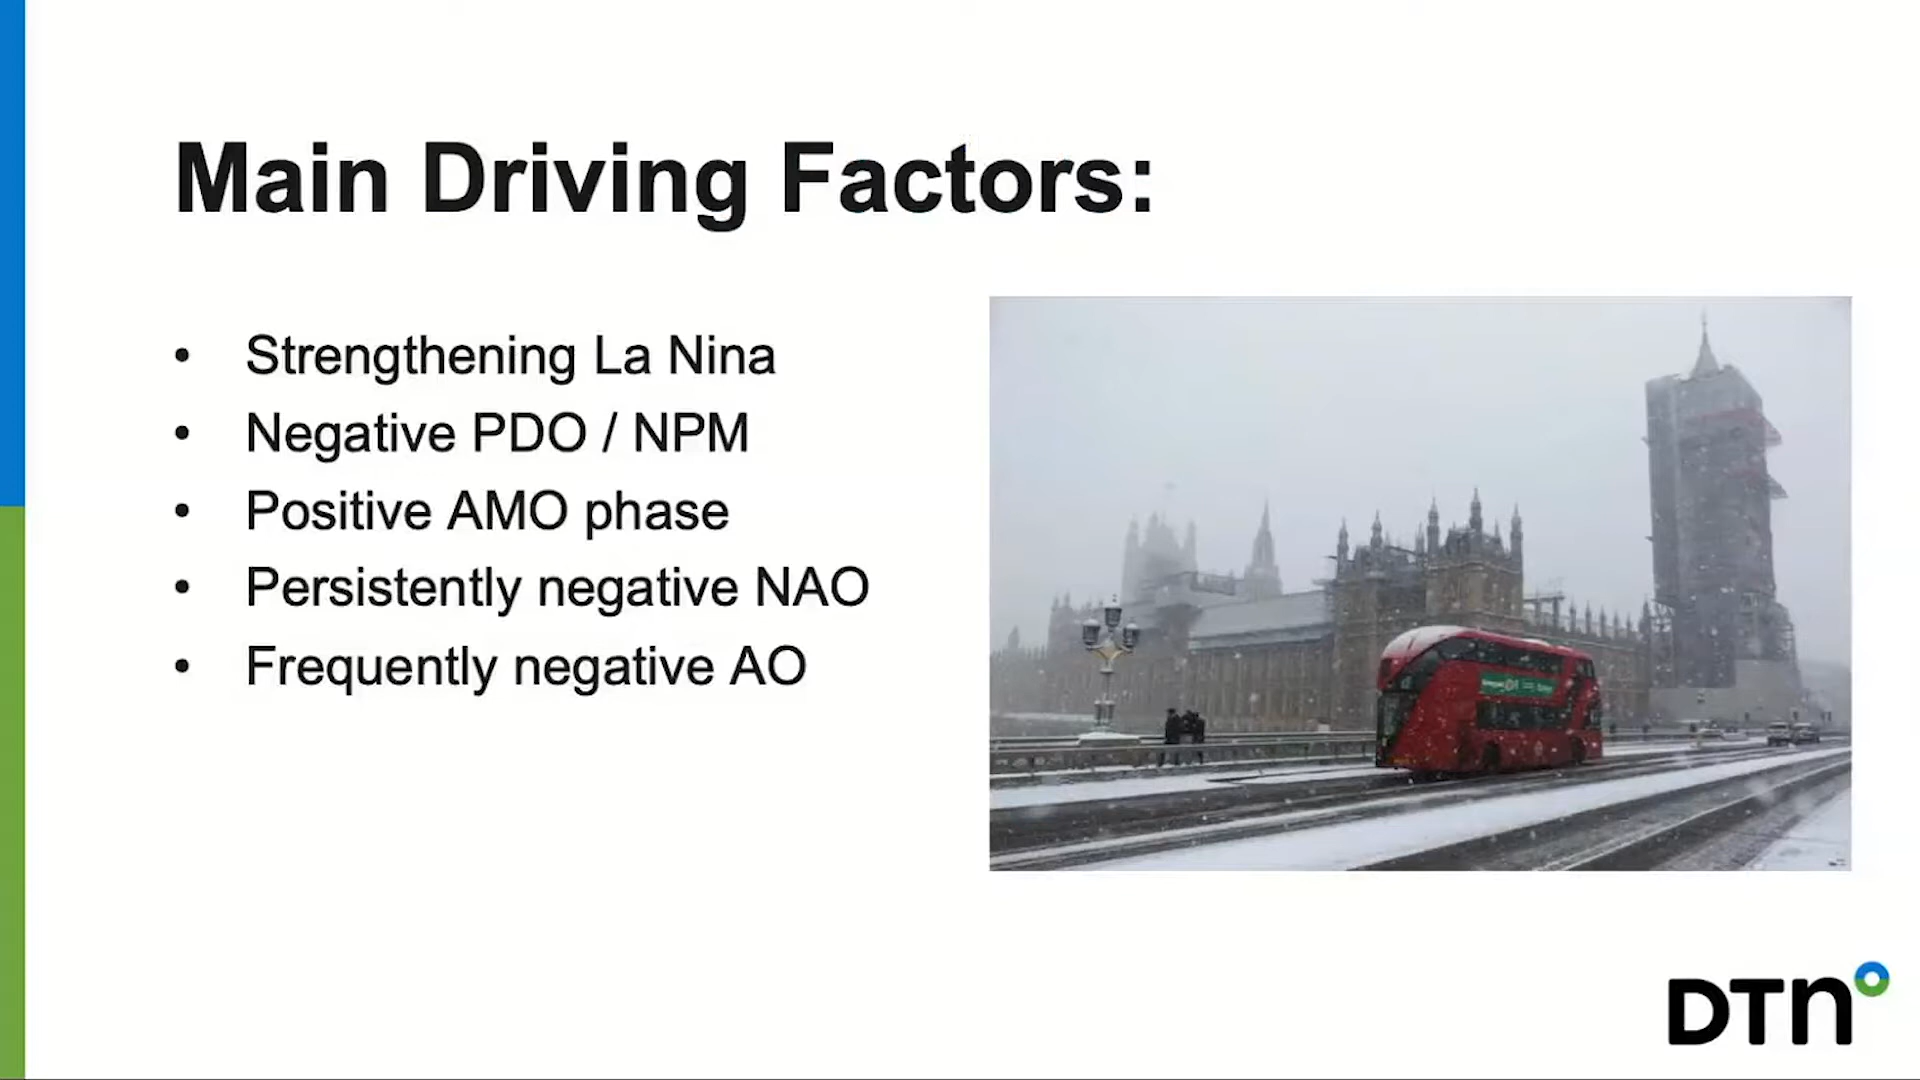 Main Driving Factors:
• Strengthening La Nina
• Negative PDO / NPM
• Positive AMO phase
• Persistently negative NAO
• Frequently negative AO
DTN